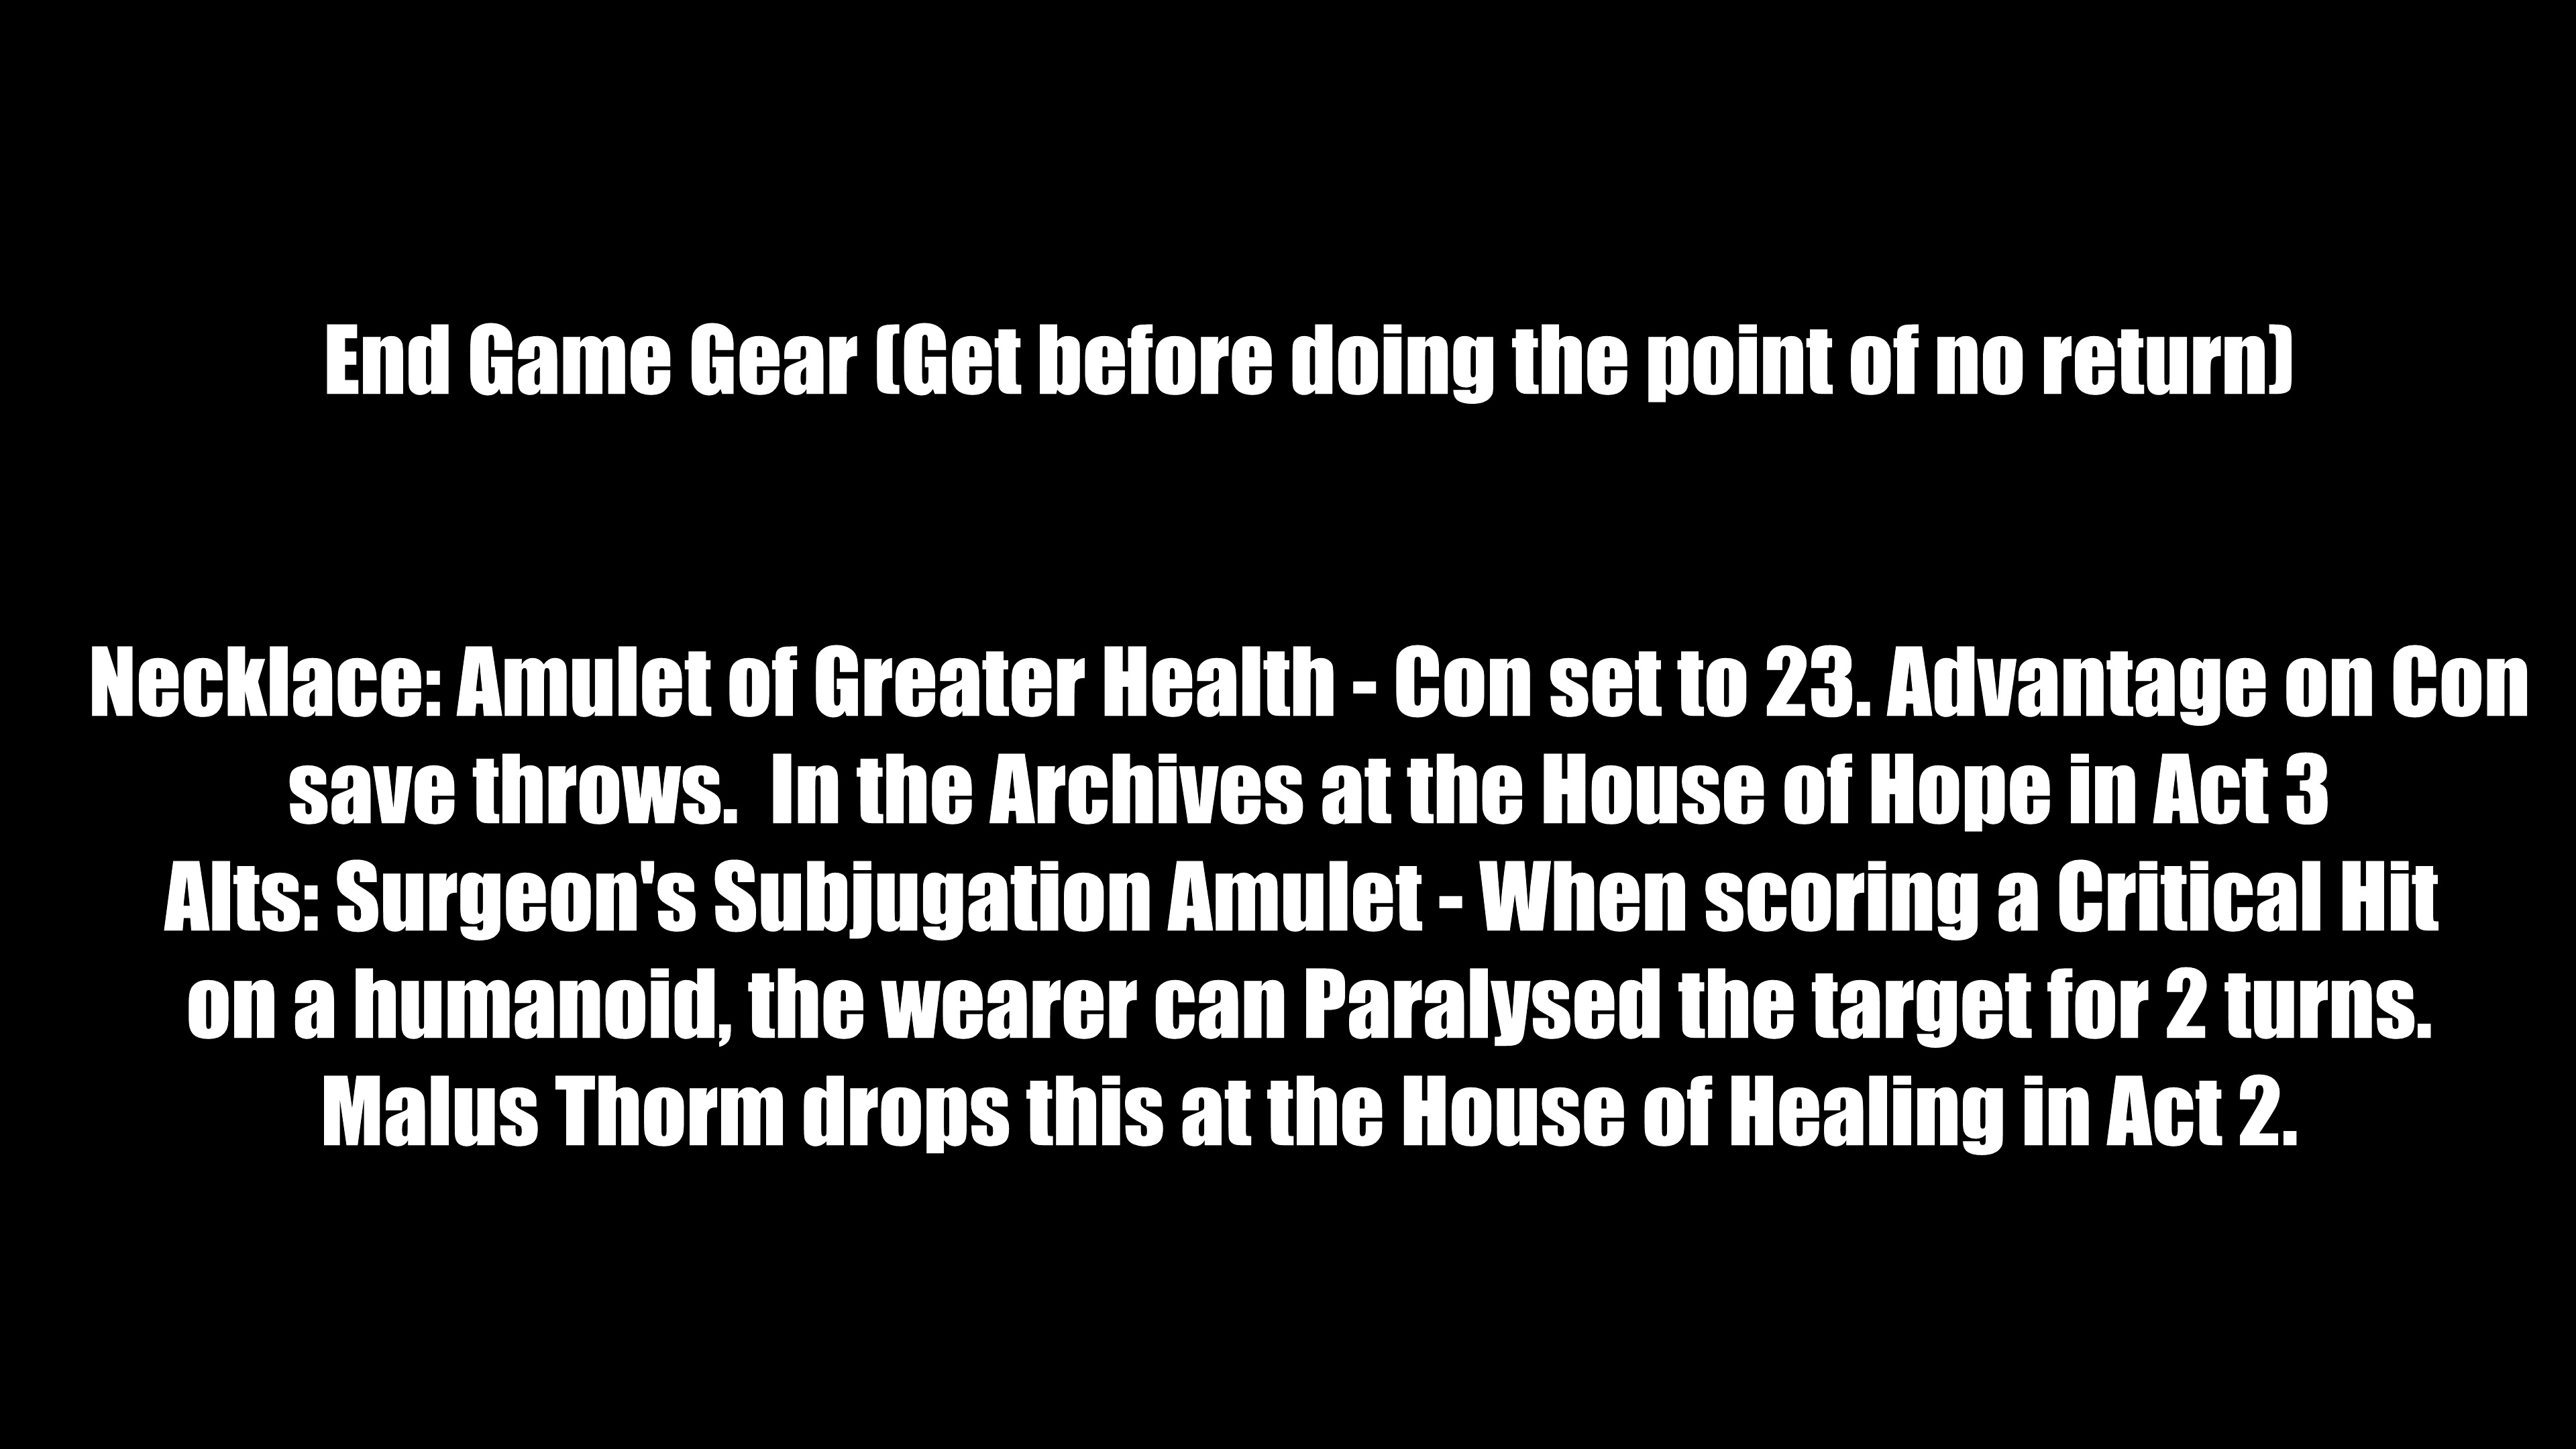 End Game Gear (Get before doing the point of no return)
Necklace: Amulet of Greater Health - Con set to 23. Advantage on Con
save throws.  In the Archives at the House of Hope in Act 3
Alts: Surgeon's Subjugation Amulet - When scoring a Critical Hit
on a humanoid, the wearer can Paralysed the target for 2 turns.
Malus Thorm drops this at the House of Healing in Act 2.